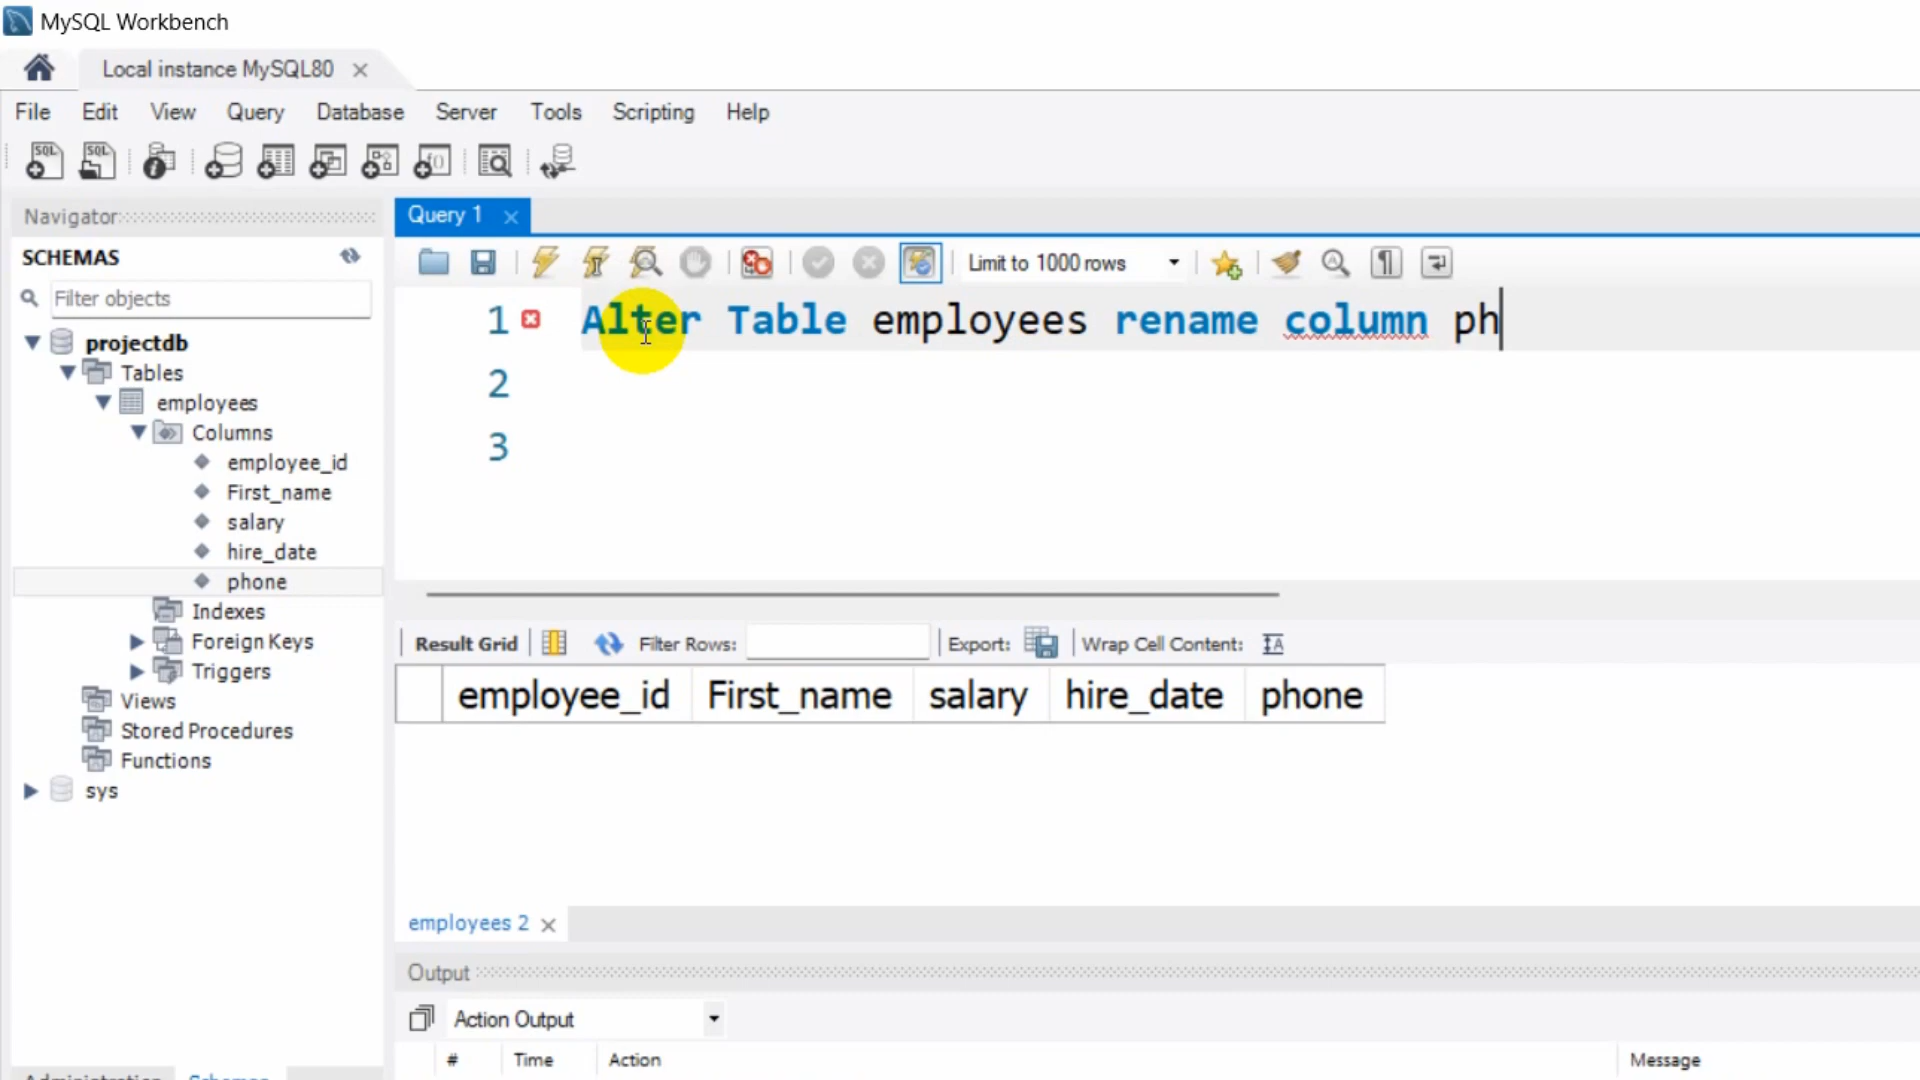 MySQL Workbench
Local instance MySQL80
File Edit View Query Database Server Tools Scripting Help
Navigator
SCHEMAS
Filter objects
projectdb
Tables
employees
Columns
employee_id
First_name
salary
hire_date
phone
Indexes
Foreign Keys
Triggers
Views
Stored Procedures
Functions
sys
Administration Schemas
Query 1
Limit to 1000 rows
1 Alter Table employees rename column ph
2
3
Result Grid Filter Rows: Export: Wrap Cell Content:
employee_id First_name salary hire_date phone
employees 2
Output
Action Output
# Time Action Message